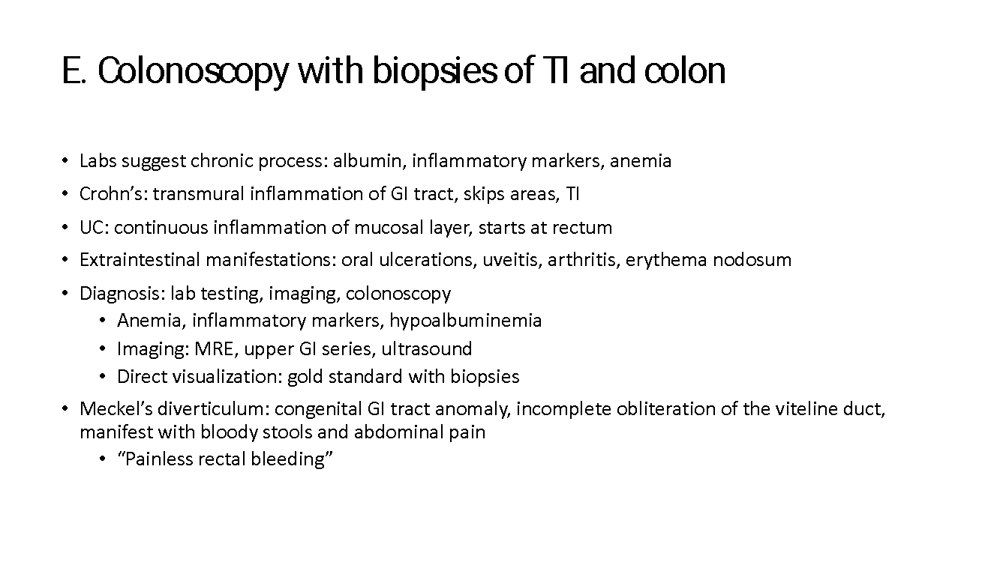 E. Colonoscopy with biopsies of TI and colon
• Labs suggest chronic process: albumin, inflammatory markers, anemia
• Crohn’s: transmural inflammation of GI tract, skips areas, TI
• UC: continuous inflammation of mucosal layer, starts at rectum
• Extraintestinal manifestations: oral ulcerations, uveitis, arthritis, erythema nodosum
• Diagnosis: lab testing, imaging, colonoscopy
• Anemia, inflammatory markers, hypoalbuminemia
• Imaging: MRE, upper GI series, ultrasound
• Direct visualization: gold standard with biopsies
• Meckel’s diverticulum: congenital GI tract anomaly, incomplete obliteration of the viteline duct,
manifest with bloody stools and abdominal pain
• “Painless rectal bleeding”